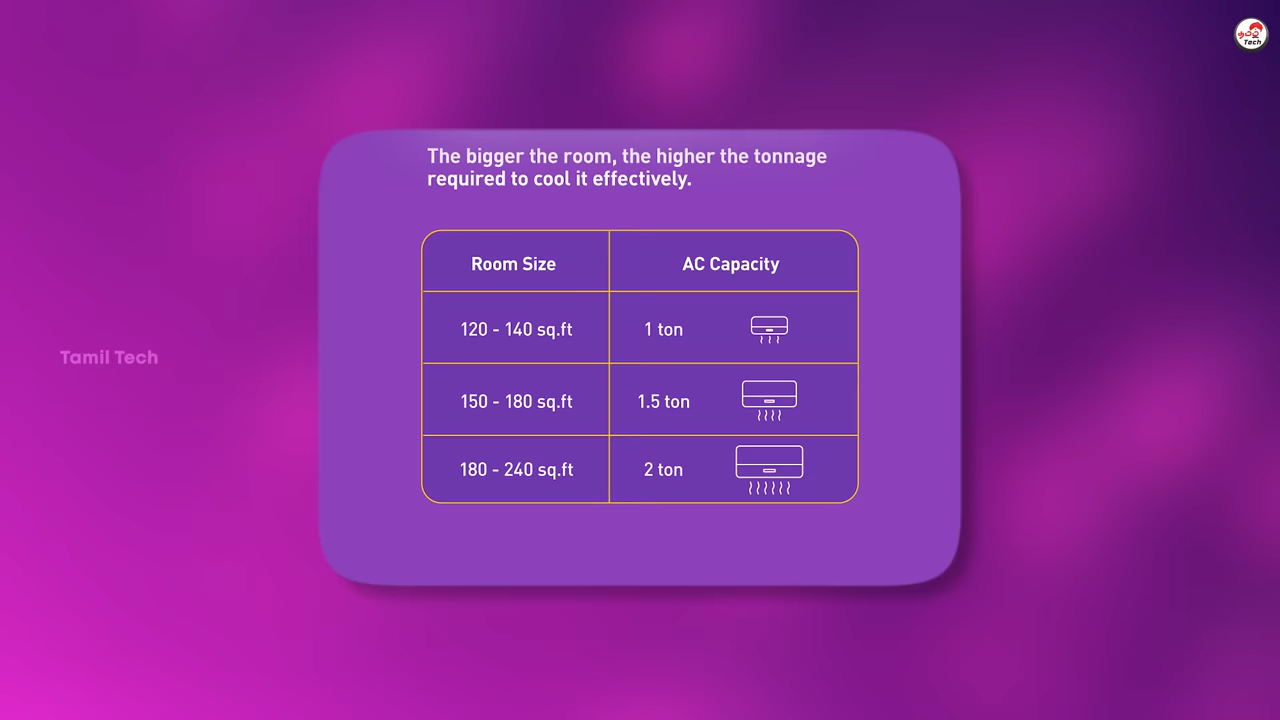 தமிழ்
Tech
The bigger the room, the higher the tonnage
required to cool it effectively.
Room Size AC Capacity
120 - 140 sq.ft 1 ton
150 - 180 sq.ft 1.5 ton
Tamil Tech
180 - 240 sq.ft 2 ton